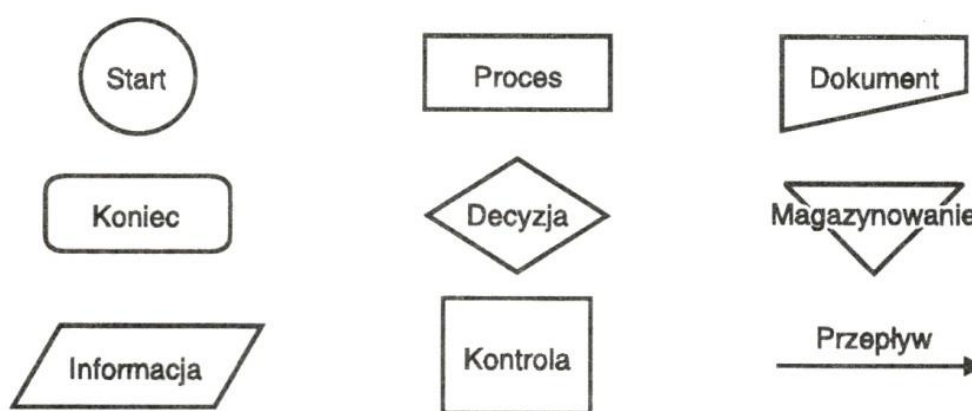 Start
Proces
Dokument
Koniec
Decyzja
Magazynowanie
Informacja
Kontrola
Przepływ